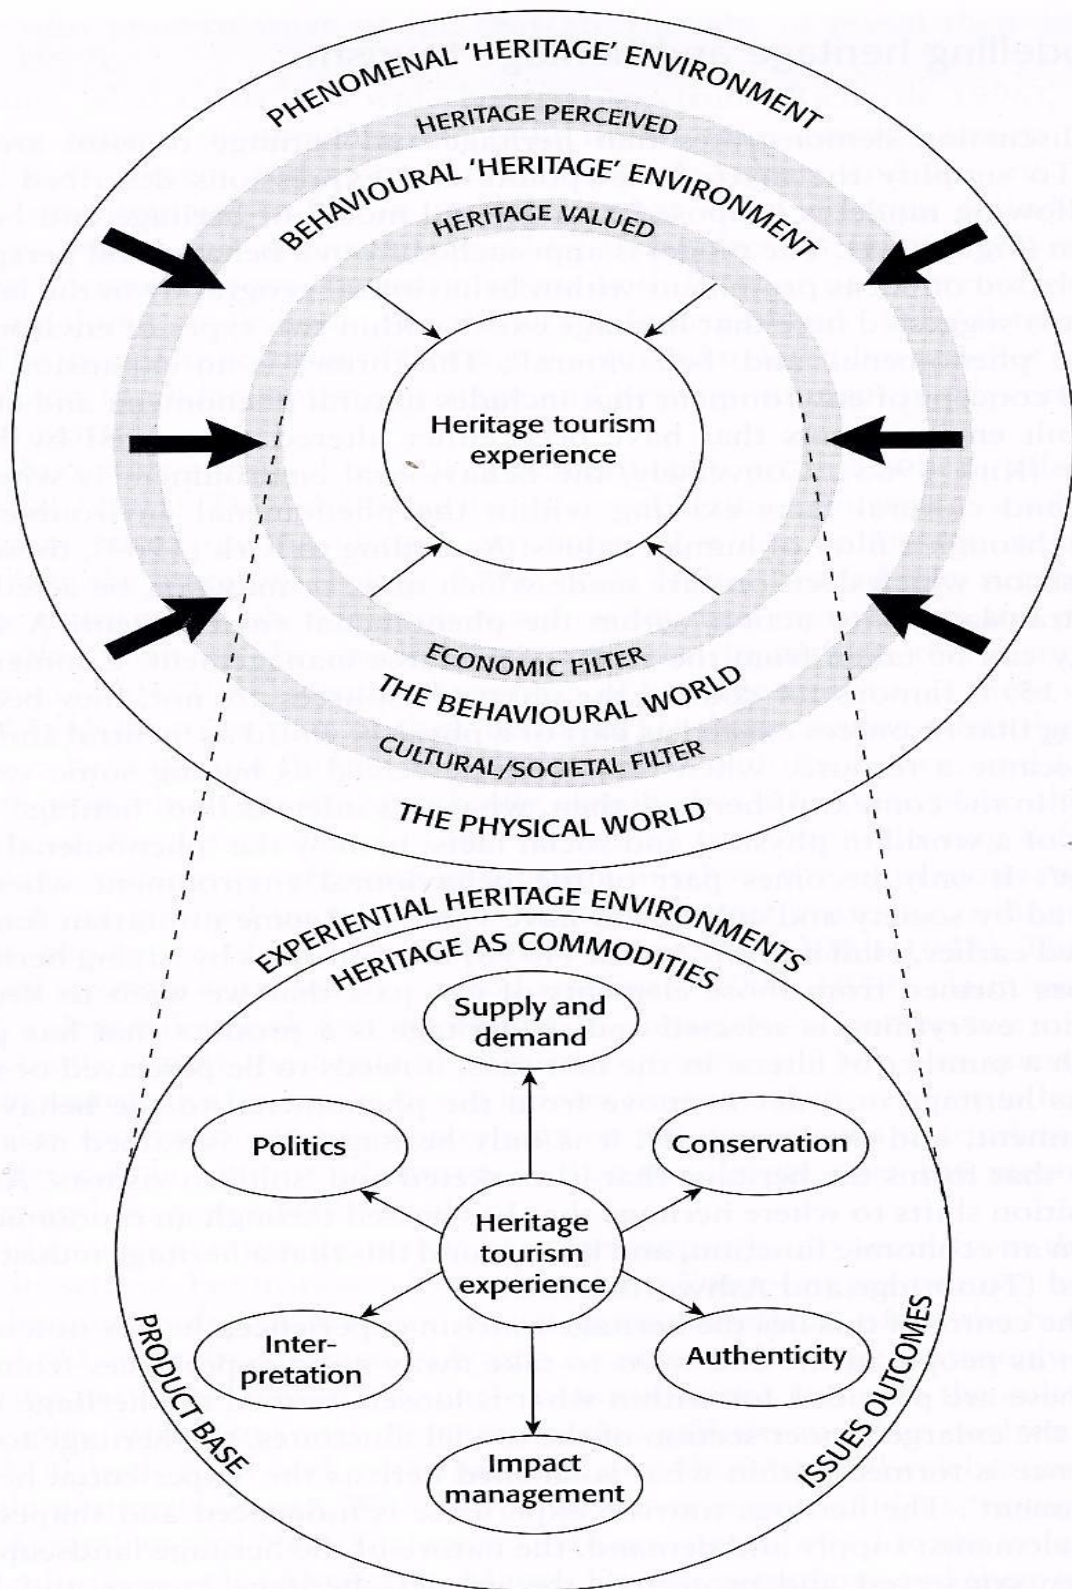 PHENOMENAL ‘HERITAGE’ ENVIRONMENT
HERITAGE PERCEIVED
BEHAVIOURAL ‘HERITAGE’ ENVIRONMENT
HERITAGE VALUED
Heritage tourism
experience
ECONOMIC FILTER
THE BEHAVIOURAL WORLD
CULTURAL/SOCIETAL FILTER
THE PHYSICAL WORLD
EXPERIENTIAL HERITAGE ENVIRONMENTS
HERITAGE AS COMMODITIES
Supply and
demand
Politics
Conservation
Heritage
tourism
experience
Inter-
pretation
Authenticity
Impact
management
PRODUCT BASE
ISSUES OUTCOMES